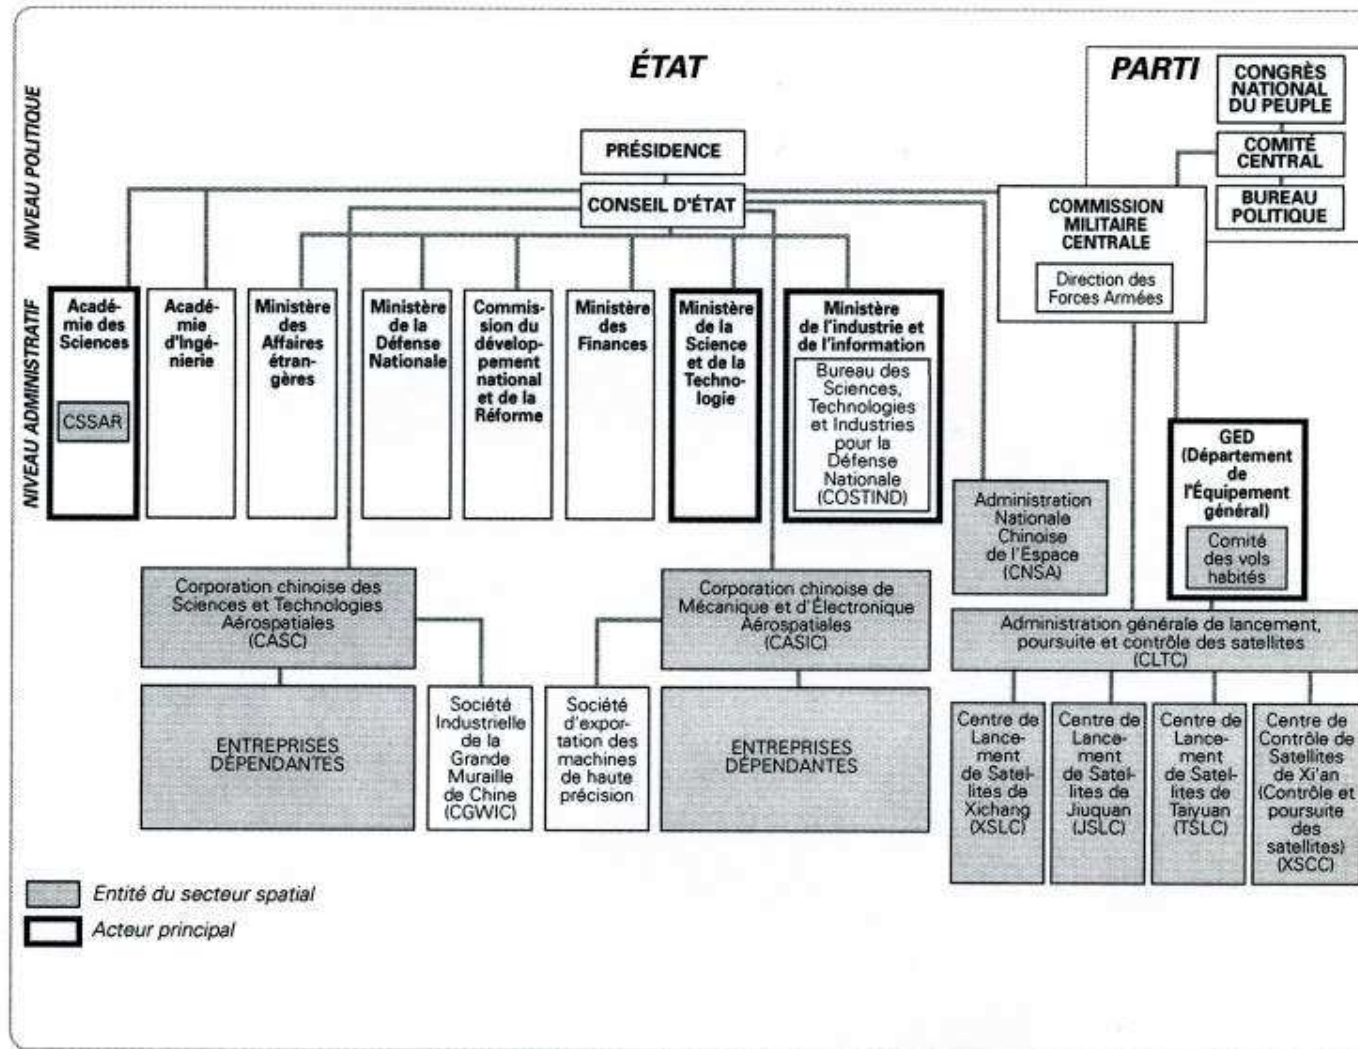 ÉTAT
PARTI
NIVEAU POLITIQUE
NIVEAU ADMINISTRATIF
PRÉSIDENCE
CONSEIL D'ÉTAT
CONGRÈS
NATIONAL
DU PEUPLE
COMITÉ
CENTRAL
BUREAU
POLITIQUE
COMMISSION
MILITAIRE
CENTRALE
Direction des
Forces Armées
Acadé-
mie des
Sciences
CSSAR
Acadé-
mie
d'Ingé-
nierie
Ministère
des
Affaires
étran-
gères
Ministère
de la
Défense
Nationale
Commis-
sion du
dévelop-
pement
national
et de la
Réforme
Ministère
des
Finances
Ministère
de la
Science
et de la
Techno-
logie
Ministère
de l'industrie et
de l'information
Bureau des
Sciences,
Technologies
et Industries
pour la
Défense
Nationale
(COSTIND)
Administration
Nationale
Chinoise
de l'Espace
(CNSA)
GED
(Département
de
l'Équipement
général)
Comité
des vols
habités
Corporation chinoise des
Sciences et Technologies
Aérospatiales
(CASC)
Corporation chinoise de
Mécanique et d'Électronique
Aérospatiales
(CASIC)
Administration générale de lancement,
poursuite et contrôle des satellites
(CLTC)
ENTREPRISES
DÉPENDANTES
Société
Industrielle
de la
Grande
Muraille
de Chine
(CGWIC)
Société
d'expor-
tation des
machines
de haute
précision
ENTREPRISES
DÉPENDANTES
Centre de
Lance-
ment
de Satel-
lites de
Xichang
(XSLC)
Centre de
Lance-
ment
de Satel-
lites de
Jiuquan
(JSLC)
Centre de
Lance-
ment
de Satel-
lites de
Taiyuan
(TSLC)
Centre de
Contrôle de
Satellites
de Xi'an
(Contrôle et
poursuite
des
satellites)
(XSCC)
Entité du secteur spatial
Acteur principal